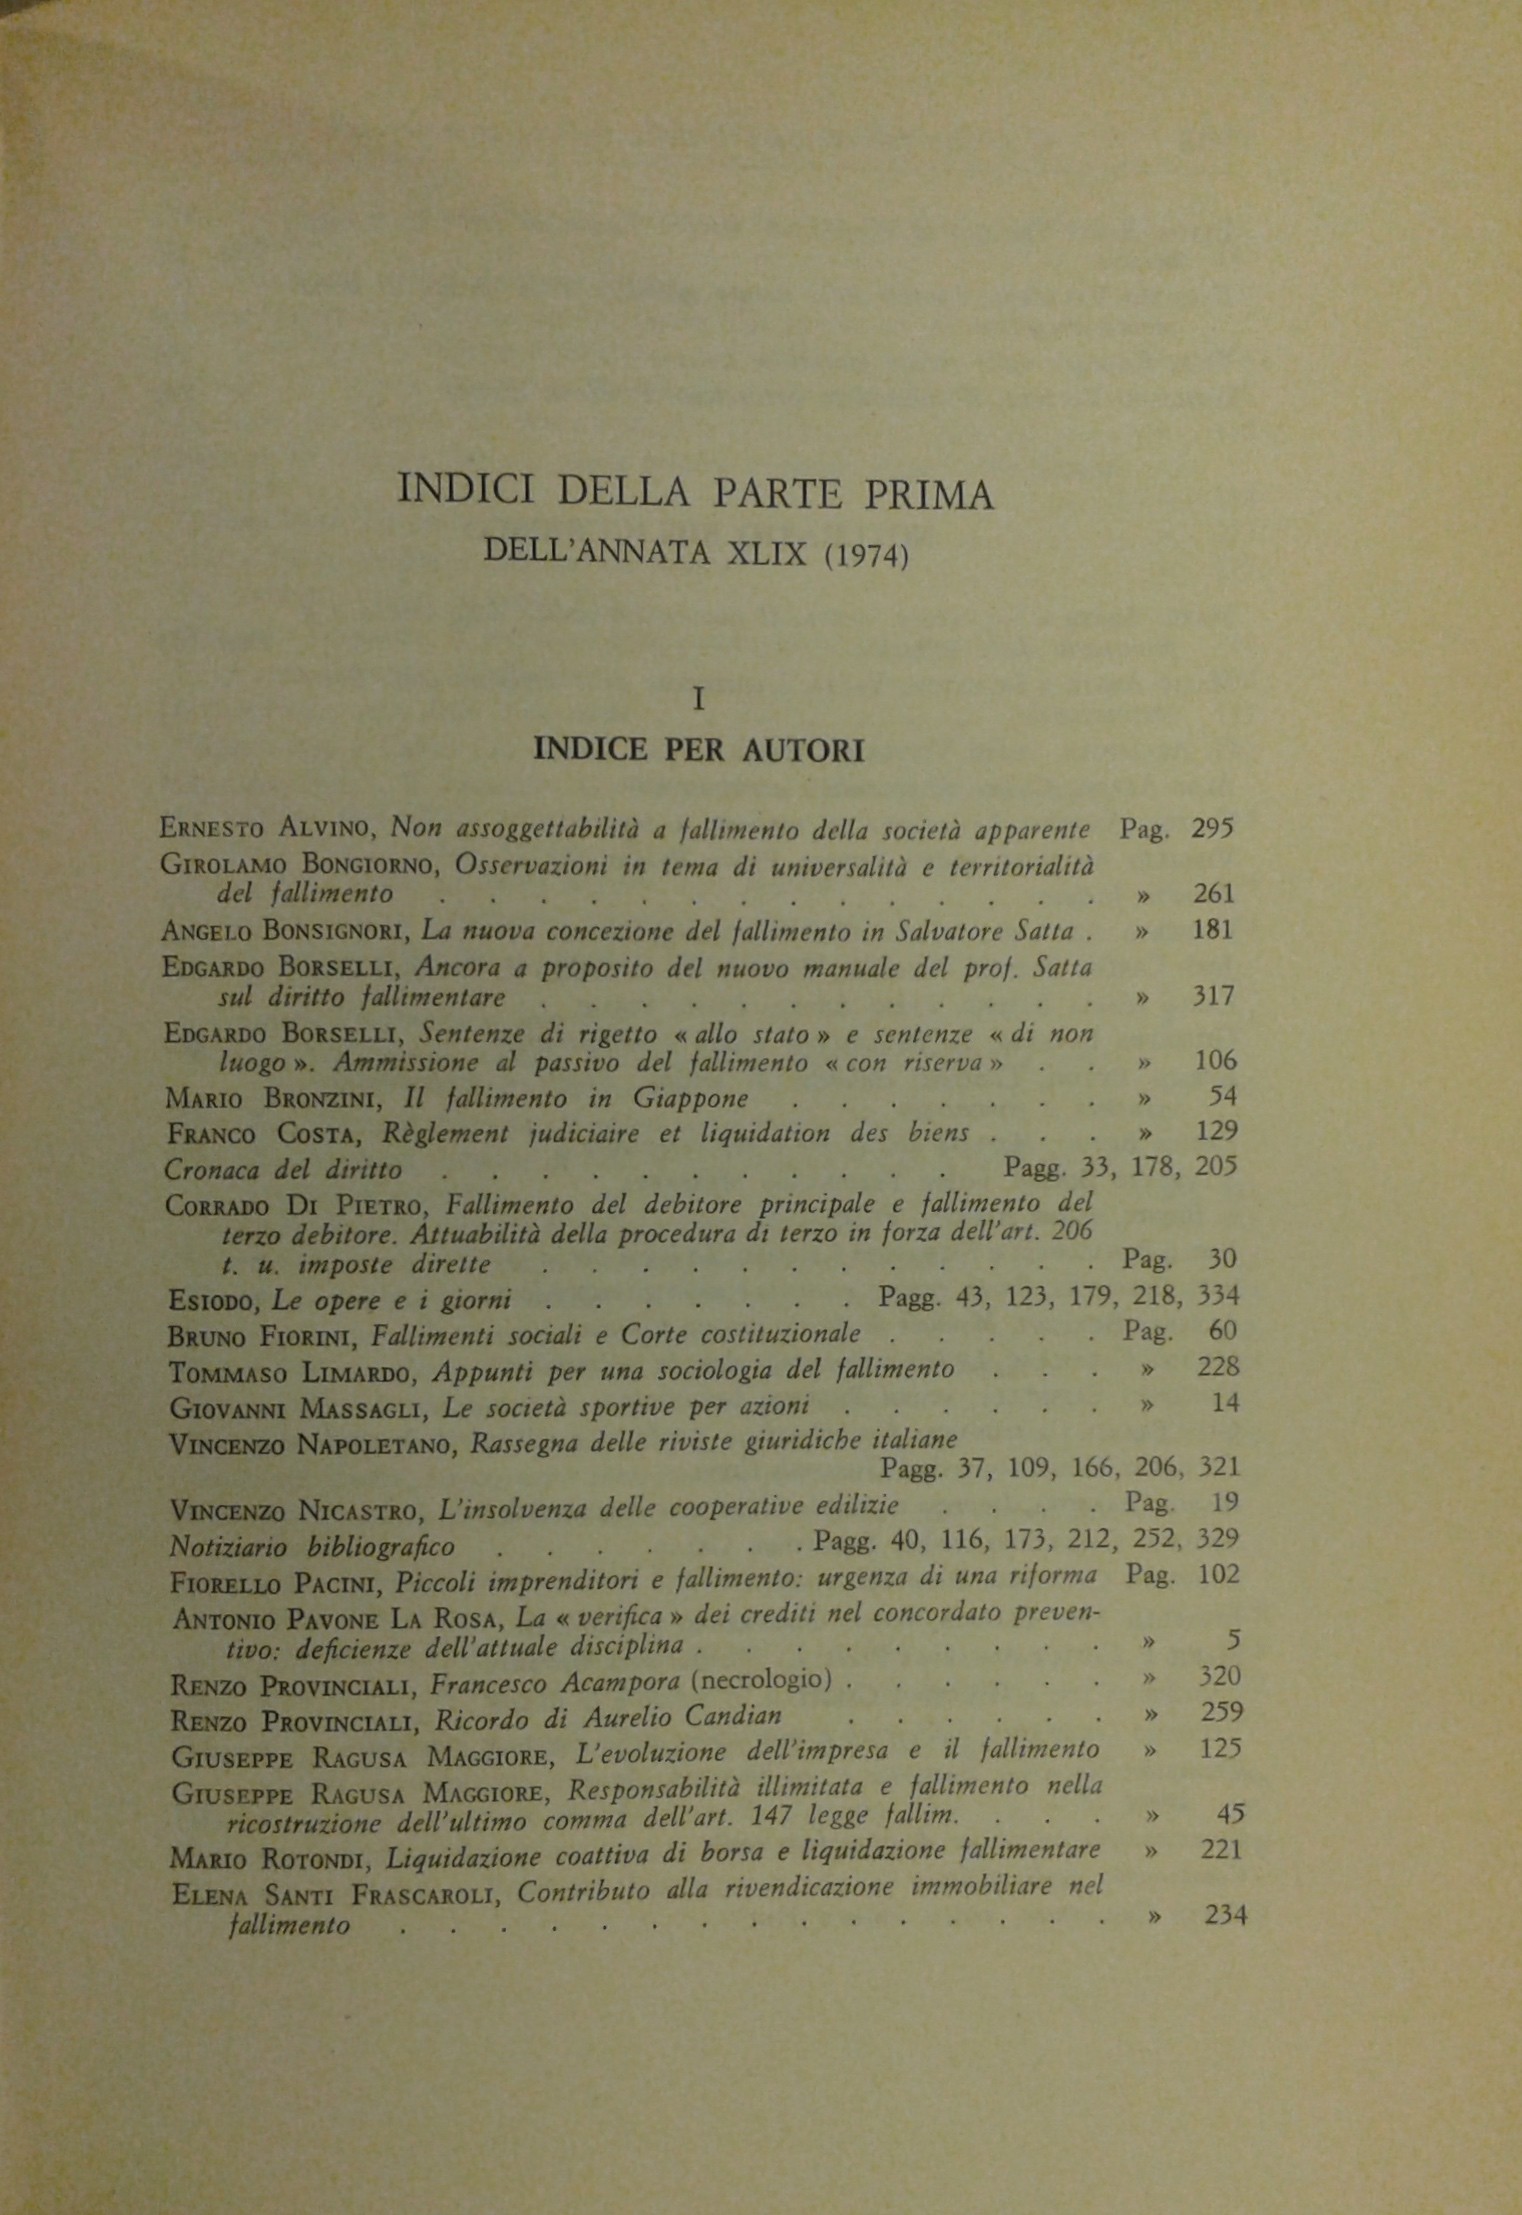 INDICI DELLA PARTE PRIMA
DELL'ANNATA XLIX (1974)
I
INDICE PER AUTORI
ERNESTO ALVINO, Non assoggettabilità a fallimento della società apparente Pag. 295
GIROLAMO BONGIORNO, Osservazioni in tema di universalità e territorialità
del fallimento . . . . . . . . . . . . . . » 261
ANGELO BONSIGNORI, La nuova concezione del fallimento in Salvatore Satta . » 181
EDGARDO BORSELLI, Ancora a proposito del nuovo manuale del prof. Satta
sul diritto fallimentare . . . . . . . . . . . . » 317
EDGARDO BORSELLI, Sentenze di rigetto « allo stato » e sentenze « di non
luogo ». Ammissione al passivo del fallimento « con riserva » . . » 106
MARIO BRONZINI, Il fallimento in Giappone . . . . . . . » 54
FRANCO COSTA, Règlement judiciaire et liquidation des biens . . . » 129
Cronaca del diritto . . . . . . . . . . . Pagg. 33, 178, 205
CORRADO DI PIETRO, Fallimento del debitore principale e fallimento del
terzo debitore. Attuabilità della procedura di terzo in forza dell'art. 206
t. u. imposte dirette . . . . . . . . . . . . Pag. 30
ESIODO, Le opere e i giorni . . . . . . . Pagg. 43, 123, 179, 218, 334
BRUNO FIORINI, Fallimenti sociali e Corte costituzionale . . . . . Pag. 60
TOMMASO LIMARDO, Appunti per una sociologia del fallimento . . . » 228
GIOVANNI MASSAGLI, Le società sportive per azioni . . . . . . » 14
VINCENZO NAPOLETANO, Rassegna delle riviste giuridiche italiane
Pagg. 37, 109, 166, 206, 321
VINCENZO NICASTRO, L'insolvenza delle cooperative edilizie . . . . Pag. 19
Notiziario bibliografico . . . . . . . Pagg. 40, 116, 173, 212, 252, 329
FIORELLO PACINI, Piccoli imprenditori e fallimento: urgenza di una riforma Pag. 102
ANTONIO PAVONE LA ROSA, La « verifica » dei crediti nel concordato preven-
tivo: deficienze dell'attuale disciplina . . . . . . . . . » 5
RENZO PROVINCIALI, Francesco Acampora (necrologio) . . . . . . » 320
RENZO PROVINCIALI, Ricordo di Aurelio Candian . . . . . . » 259
GIUSEPPE RAGUSA MAGGIORE, L'evoluzione dell'impresa e il fallimento » 125
GIUSEPPE RAGUSA MAGGIORE, Responsabilità illimitata e fallimento nella
ricostruzione dell'ultimo comma dell'art. 147 legge fallim. . . . » 45
MARIO ROTONDI, Liquidazione coattiva di borsa e liquidazione fallimentare » 221
ELENA SANTI FRASCAROLI, Contributo alla rivendicazione immobiliare nel
fallimento . . . . . . . . . . . . . . . » 234